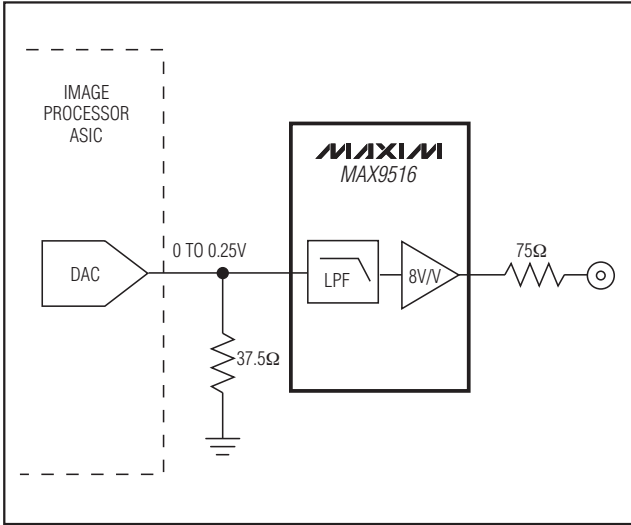 IMAGE
PROCESSOR
ASIC
DAC
0 TO 0.25V
37.5Ω
MAXIM
MAX9516
LPF
8V/V
75Ω